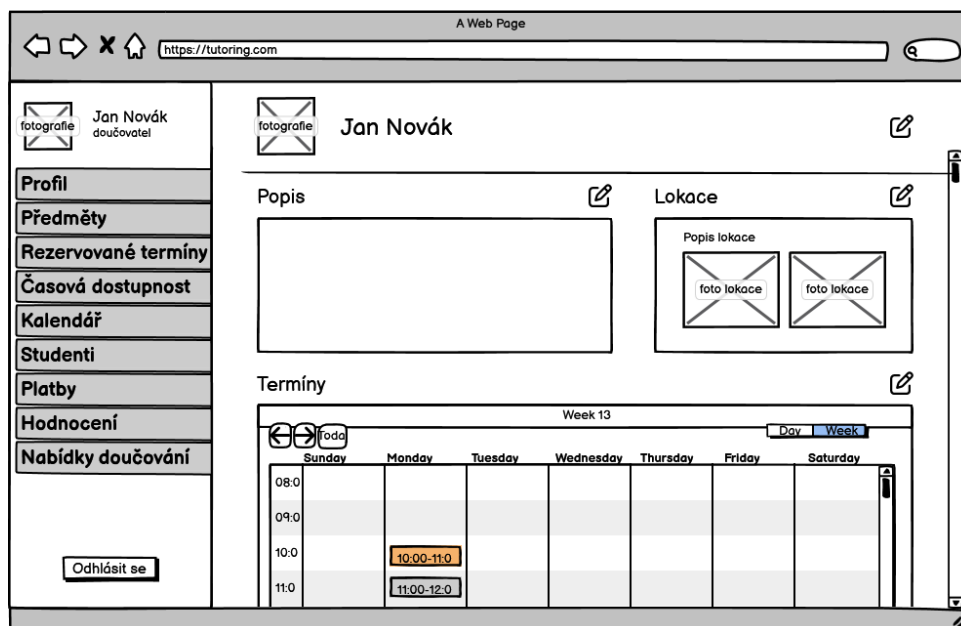 A Web Page
https://tutoring.com
fotografie
Jan Novák
doučovatel
Profil
Předměty
Rezervované termíny
Časová dostupnost
Kalendář
Studenti
Platby
Hodnocení
Nabídky doučování
Odhlásit se
fotografie
Jan Novák
Popis
Lokace
Popis lokace
foto lokace foto lokace
Termíny
Week 13
Toda
Day Week
Sunday Monday Tuesday Wednesday Thursday Friday Saturday
08:0
09:0
10:0
10:00-11:0
11:0
11:00-12:0